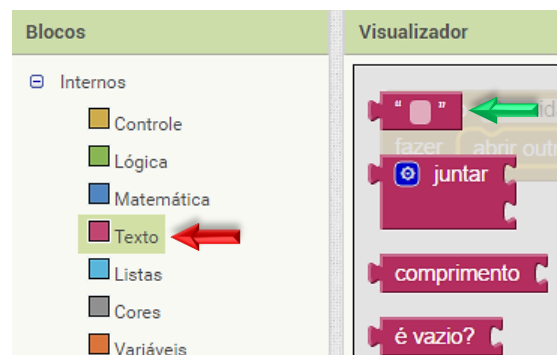 Blocos
Internos
Controle
Lógica
Matemática
Texto
Listas
Cores
Variáveis
Visualizador
“ ”
fazer abrir outr
juntar
comprimento
é vazio?